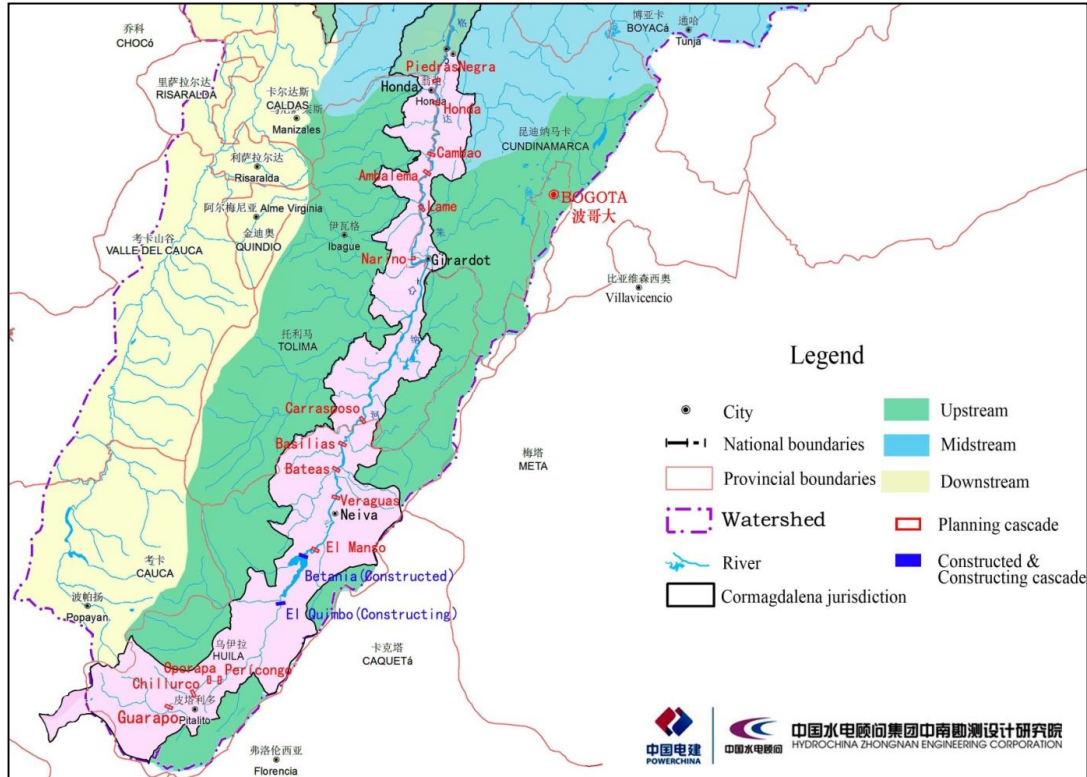 乔科
CHOCó
博亚卡
BOYACá
通哈
Tunja
里萨拉尔达
RISARALDA
卡尔达斯
CALDAS
Manizales
PiedrasNegra
Honda
Honda
Honda
达
昆迪纳马卡
CUNDINAMARCA
利萨拉尔达
Risaralda
Cambao
Ambalema
阿尔梅尼亚 Alme Virginia
Lame
BOGOTA
波哥大
考卡山谷
VALLE DEL CAUCA
金迪奥
QUINDIO
伊瓦格
Ibague
Narino
Girardot
比亚维森西奥
Villavicencio
托利马
TOLIMA
Carrasposo
Basilias
Bateas
Veraguas
Neiva
梅塔
META
El Manso
Betania(Constructed)
El Quimbo(Constructing)
考卡
CAUCA
波帕扬
Popayan
乌伊拉
HUILA
卡克塔
CAQUETá
Oporapa
Perícongo
Chillurco
皮塔利多
Guarapo
Pitalito
弗洛伦西亚
Florencia
Legend
City
National boundaries
Provincial boundaries
Watershed
River
Cormagdalena jurisdiction
Upstream
Midstream
Downstream
Planning cascade
Constructed &
Constructing cascade
中国电建
POWERCHINA
中国水电顾问
中国水电顾问集团中南勘测设计研究院
HYDROCHINA ZHONGNAN ENGINEERING CORPORATION